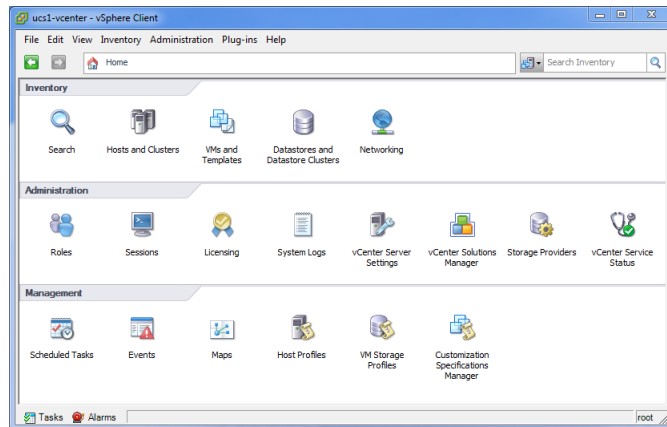 ucs1-vcenter - vSphere Client
File Edit View Inventory Administration Plug-ins Help
Home
Search Inventory
Inventory
Search
Hosts and Clusters
VMs and
Templates
Datastores and
Datastore Clusters
Networking
Administration
Roles
Sessions
Licensing
System Logs
vCenter Server
Settings
vCenter Solutions
Manager
Storage Providers
vCenter Service
Status
Management
Scheduled Tasks
Events
Maps
Host Profiles
VM Storage
Profiles
Customization
Specifications
Manager
Tasks Alarms
root